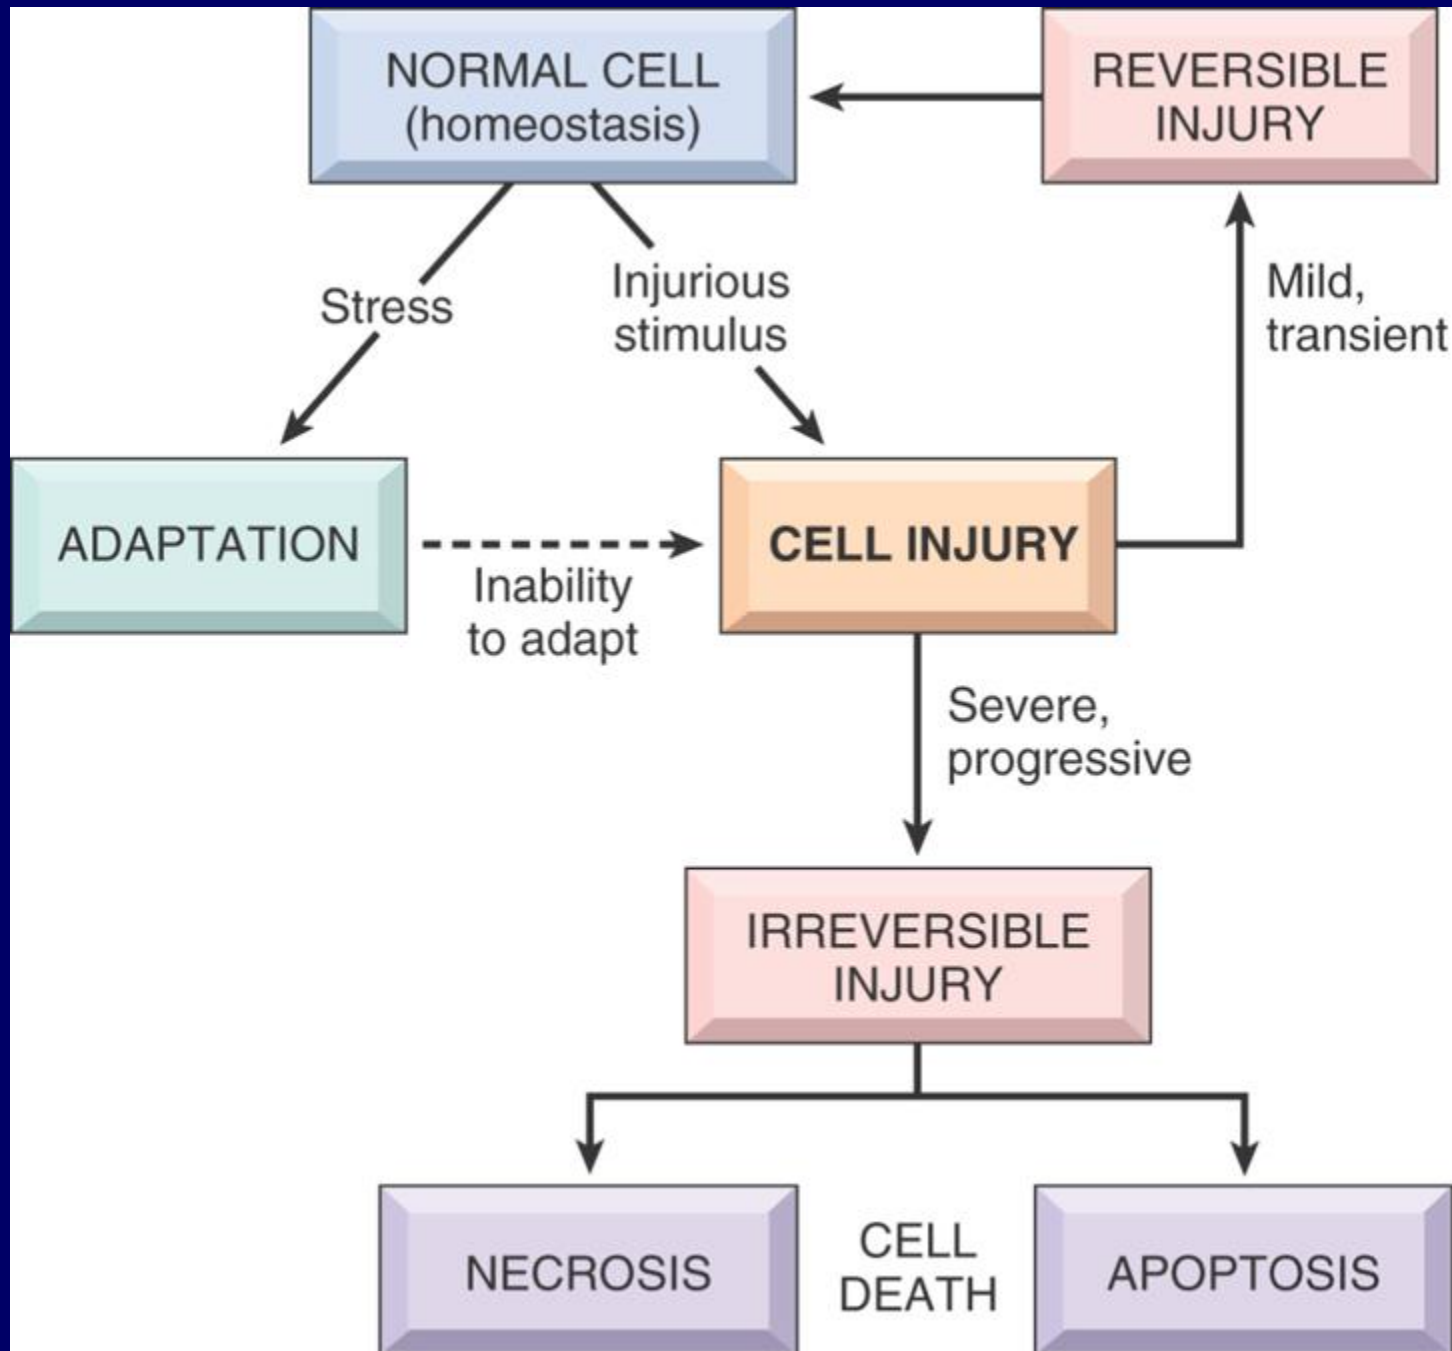 NORMAL CELL
(homeostasis)
REVERSIBLE
INJURY
Stress
Injurious
stimulus
Mild,
transient
ADAPTATION
Inability
to adapt
CELL INJURY
Severe,
progressive
IRREVERSIBLE
INJURY
NECROSIS
CELL
DEATH
APOPTOSIS